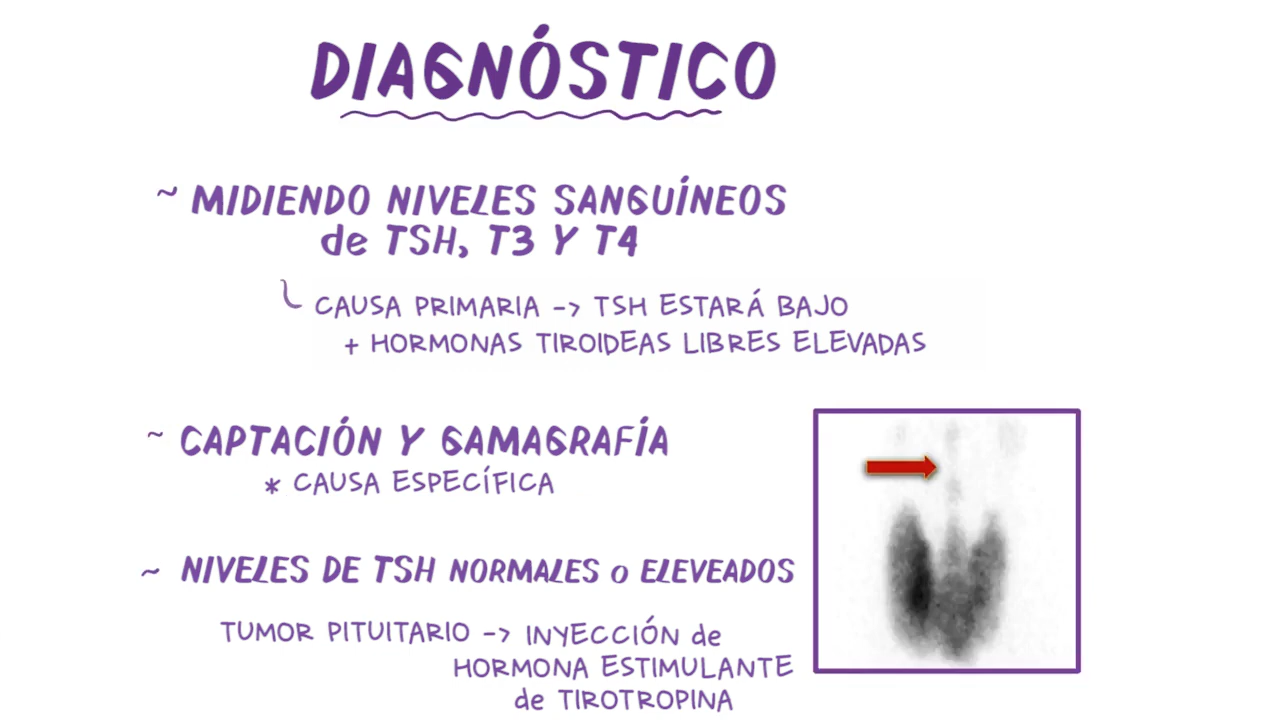 DIAGNÓSTICO
~ MIDIENDO NIVELES SANGUÍNEOS
de TSH, T3 Y T4
CAUSA PRIMARIA -> TSH ESTARÁ BAJO
+ HORMONAS TIROIDEAS LIBRES ELEVADAS
~ CAPTACIÓN Y GAMAGRAFÍA
* CAUSA ESPECÍFICA
~ NIVELES DE TSH NORMALES o ELEVEADOS
TUMOR PITUITARIO -> INYECCIÓN de
HORMONA ESTIMULANTE
de TIROTROPINA